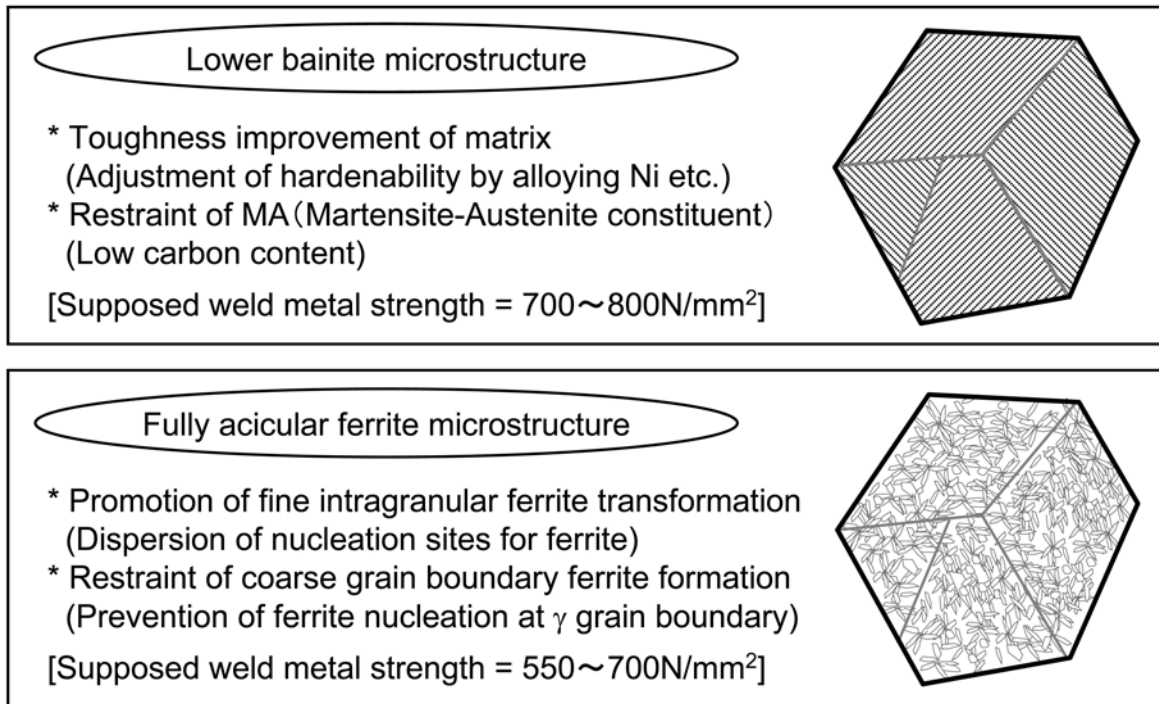 Lower bainite microstructure
* Toughness improvement of matrix
(Adjustment of hardenability by alloying Ni etc.)
* Restraint of MA（Martensite-Austenite constituent）
(Low carbon content)
[Supposed weld metal strength = 700～800N/mm²]
Fully acicular ferrite microstructure
* Promotion of fine intragranular ferrite transformation
(Dispersion of nucleation sites for ferrite)
* Restraint of coarse grain boundary ferrite formation
(Prevention of ferrite nucleation at γ grain boundary)
[Supposed weld metal strength = 550～700N/mm²]